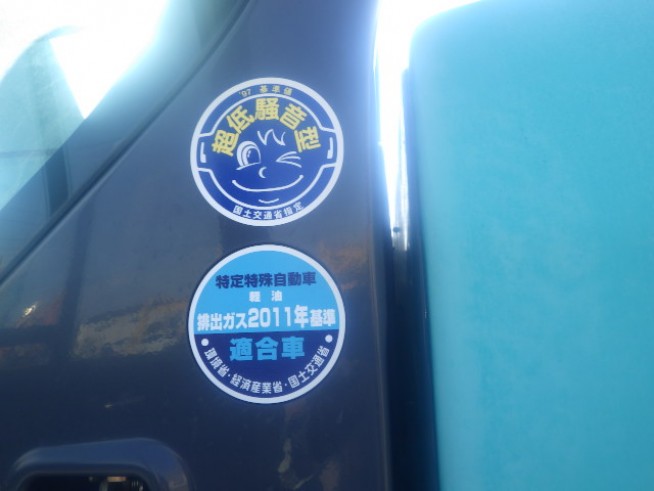 '97 基準値
超低騒音型
国土交通省指定
特定特殊自動車
軽油
排出ガス2011年基準
適合車
環境省・経済産業省・国土交通省